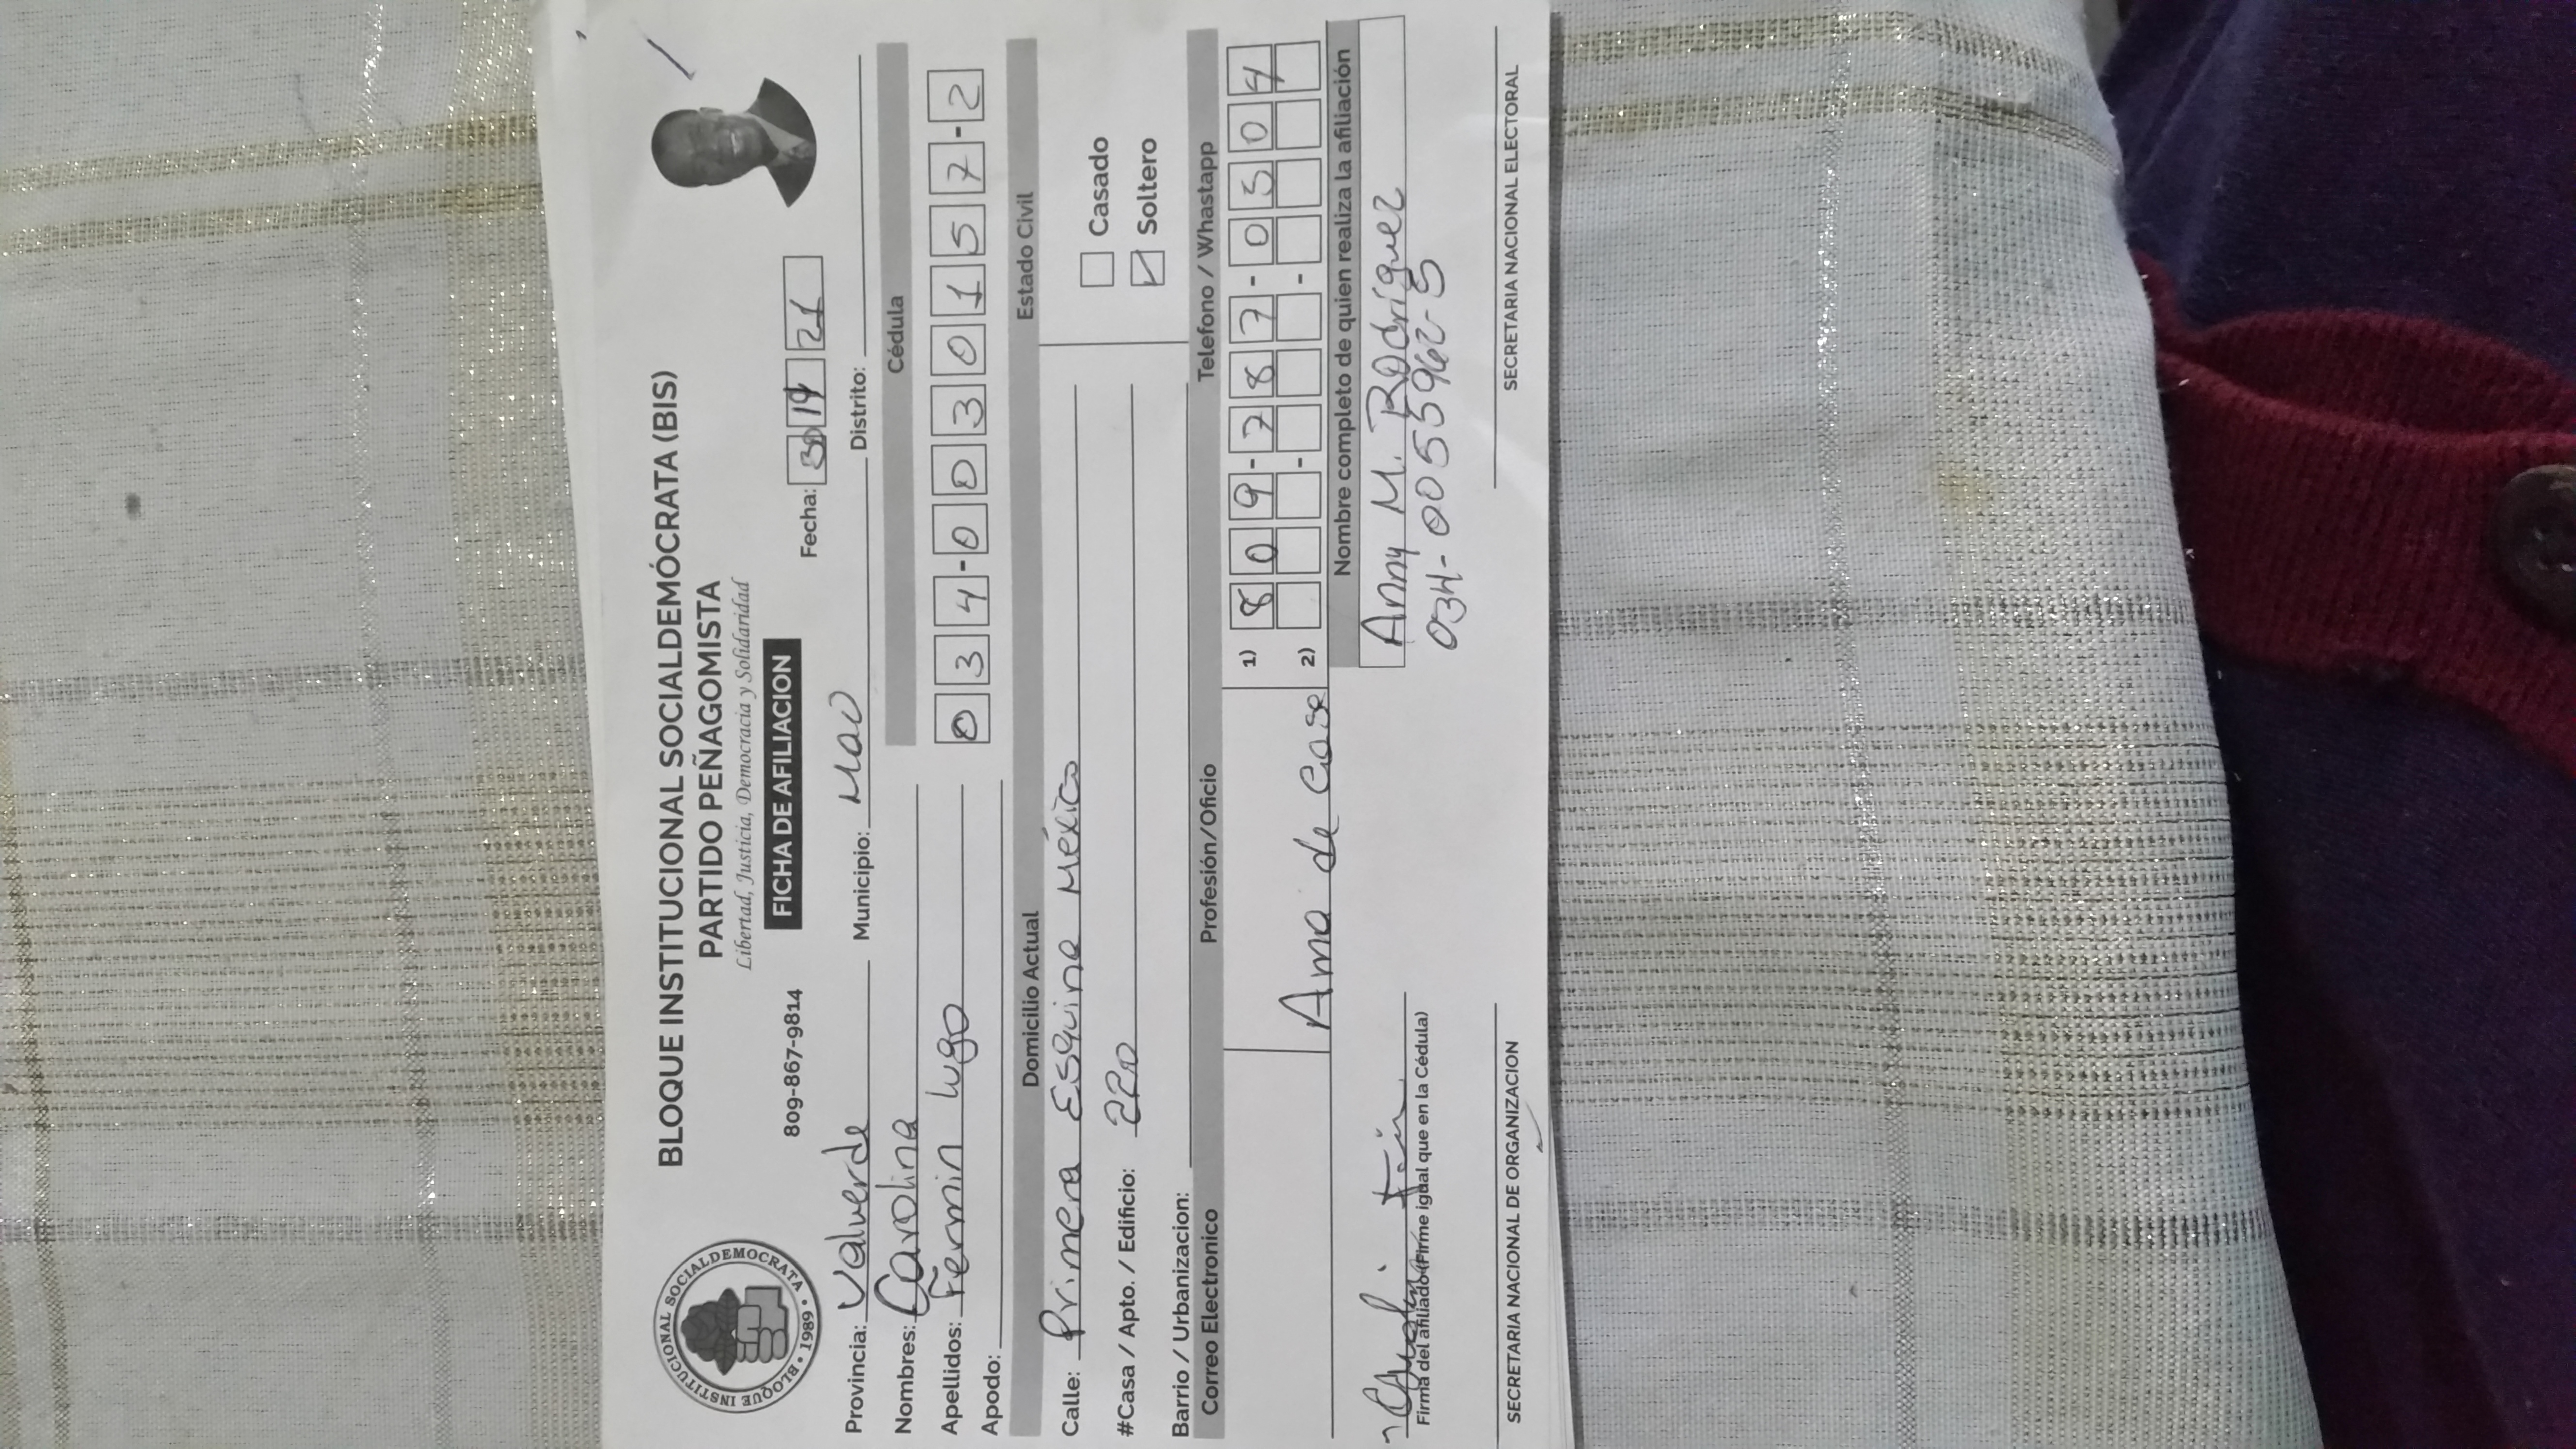 BLOQUE INSTITUCIONAL SOCIALDEMOCRATA • 1989 •
BLOQUE INSTITUCIONAL SOCIALDEMÓCRATA (BIS)
PARTIDO PEÑAGOMISTA
Libertad, Justicia, Democracia y Solidaridad
809-867-9814 FICHA DE AFILIACION Fecha: 21
Provincia: Valverde Municipio: Mao Distrito:
Nombres: Carolina Cédula
Apellidos: Fermin Lugo 034-0030157-2
Apodo:
Domicilio Actual Estado Civil
Calle: Primera Esquina México Casado
#Casa / Apto. / Edificio: Soltero
Barrio / Urbanizacion:
Correo Electronico Profesión/Oficio Telefono / Whastapp
1) 809-787-0304
Ama de Casa 2) - -
Nombre completo de quien realiza la afiliación
Anny M. Rodríguez
Firma del afiliado (Firme igual que en la Cédula) 034-0055962-5
SECRETARIA NACIONAL DE ORGANIZACION SECRETARIA NACIONAL ELECTORAL